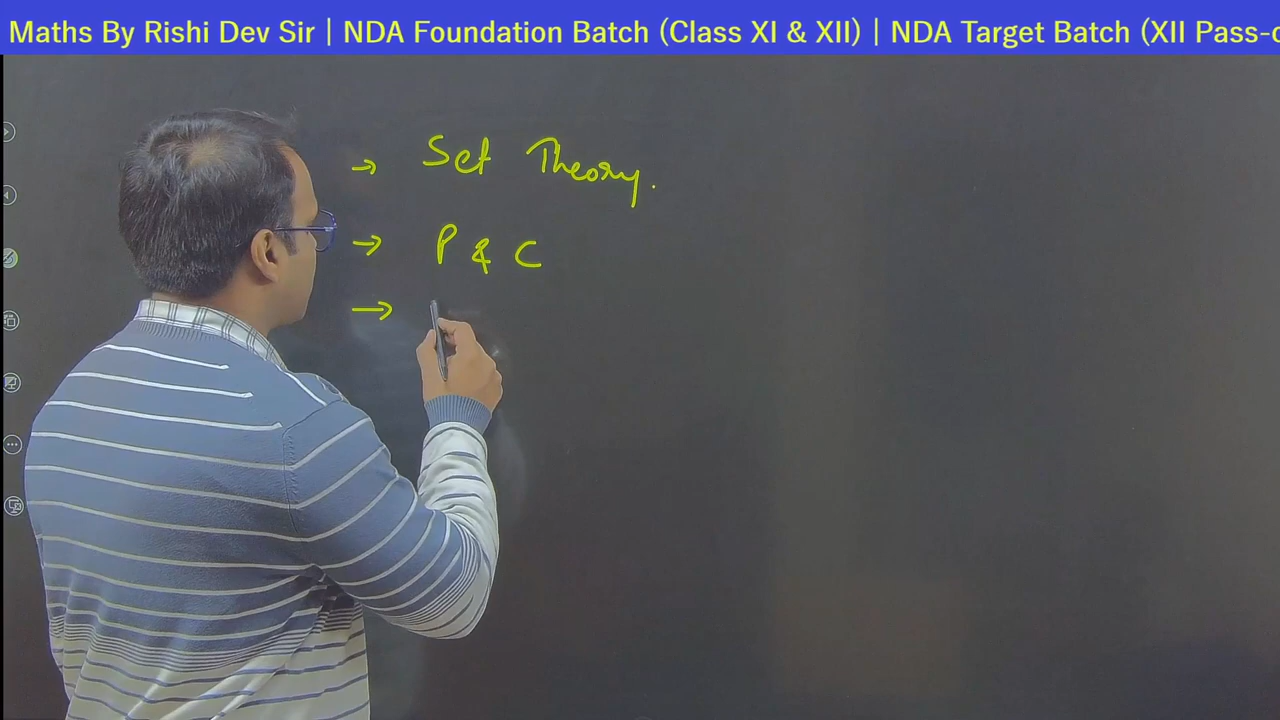 Maths By Rishi Dev Sir | NDA Foundation Batch (Class XI & XII) | NDA Target Batch (XII Pass-
→ Set Theory.
→ P & C
→